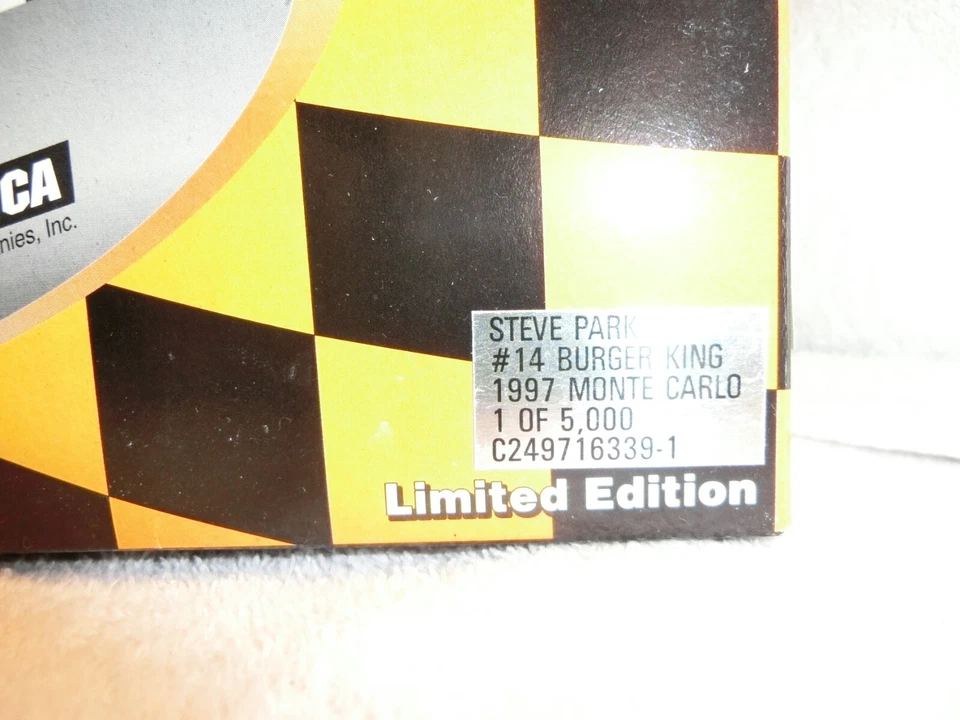 CA
nies, Inc.
STEVE PARK
#14 BURGER KING
1997 MONTE CARLO
1 OF 5,000
C249716339-1
Limited Edition